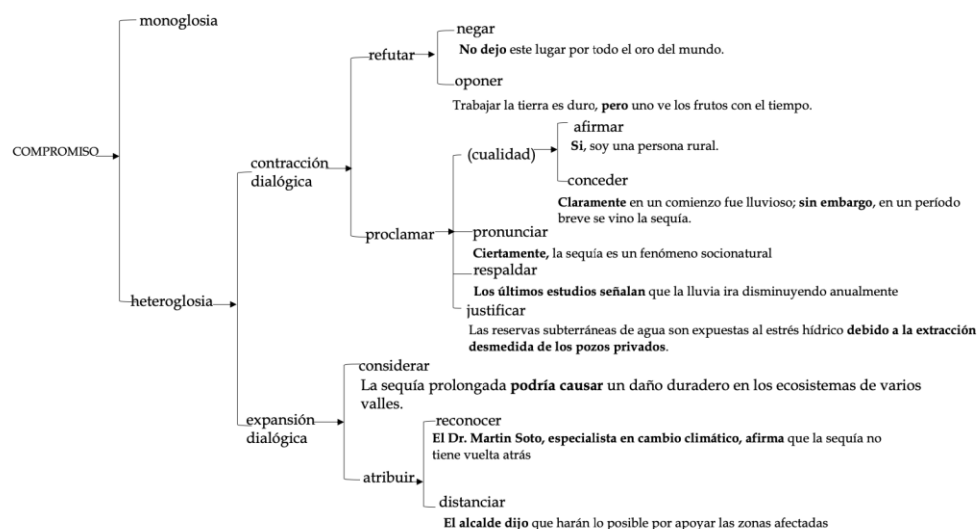 monoglosia
negar
No dejo este lugar por todo el oro del mundo.
refutar
oponer
Trabajar la tierra es duro, pero uno ve los frutos con el tiempo.
COMPROMISO
contracción
dialógica
afirmar
Si, soy una persona rural.
(cualidad)
conceder
Claramente en un comienzo fue lluvioso; sin embargo, en un período
breve se vino la sequía.
proclamar
pronunciar
Ciertamente, la sequía es un fenómeno socionatural
respaldar
Los últimos estudios señalan que la lluvia ira disminuyendo anualmente
heteroglosia
justificar
Las reservas subterráneas de agua son expuestas al estrés hídrico debido a la extracción
desmedida de los pozos privados.
considerar
La sequía prolongada podría causar un daño duradero en los ecosistemas de varios
valles.
expansión
dialógica
reconocer
El Dr. Martin Soto, especialista en cambio climático, afirma que la sequía no
tiene vuelta atrás
atribuir
distanciar
El alcalde dijo que harán lo posible por apoyar las zonas afectadas